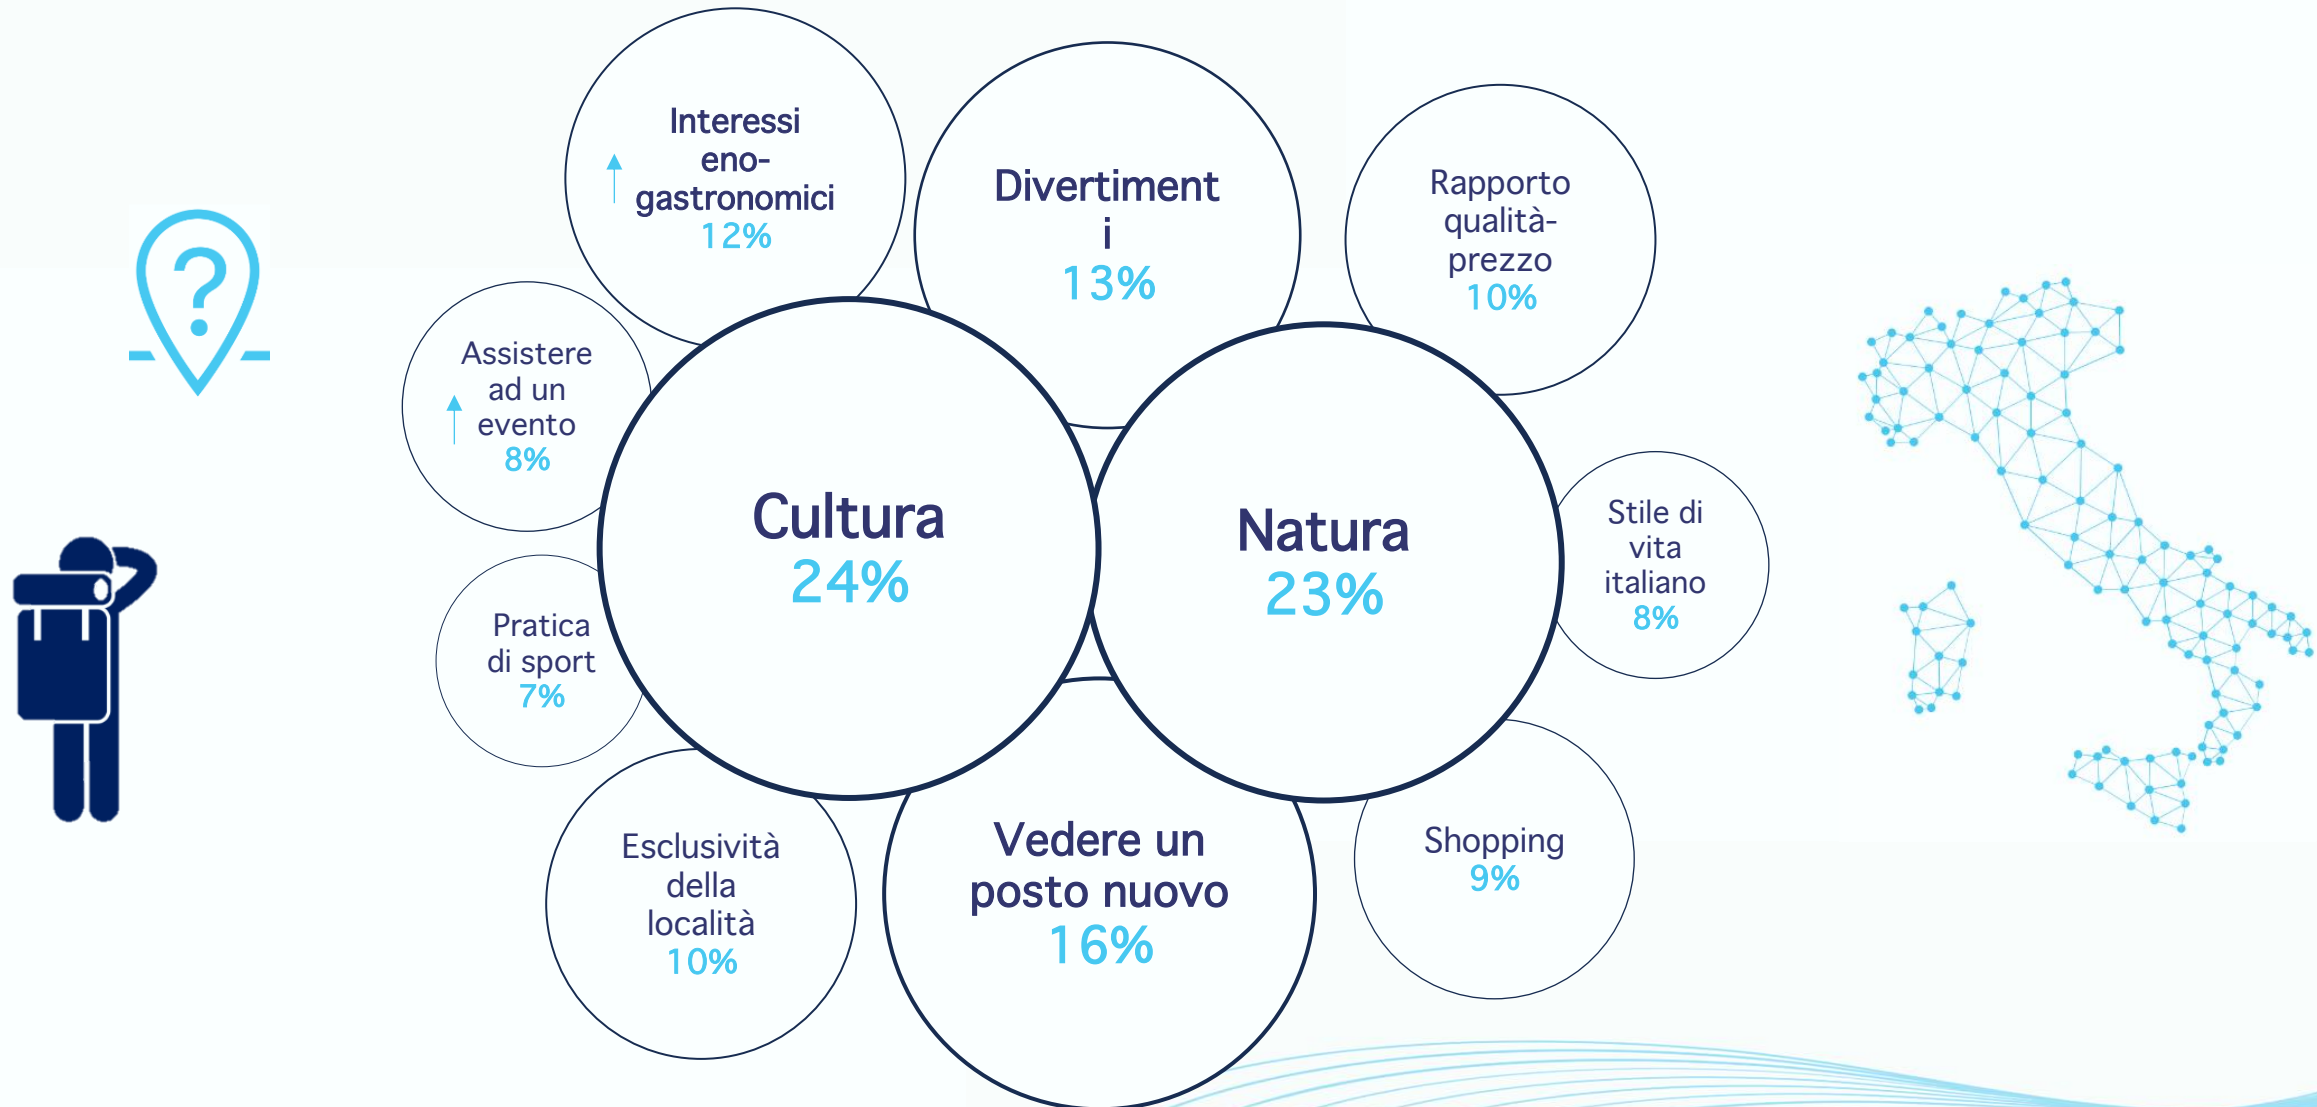 Interessi
eno-
gastronomici
12%
Divertiment
i
13%
Rapporto
qualità-
prezzo
10%
?
Assistere
ad un
evento
8%
Cultura
24%
Natura
23%
Stile di
vita
italiano
8%
Pratica
di sport
7%
Esclusività
della
località
10%
Vedere un
posto nuovo
16%
Shopping
9%